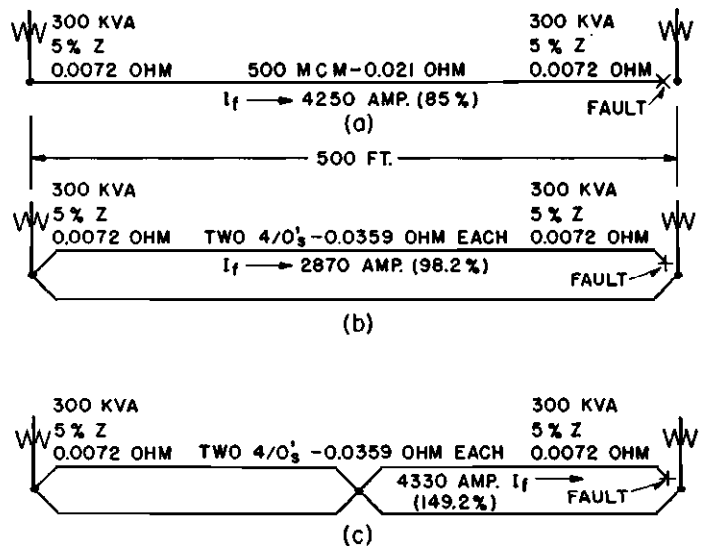 300 KVA 300 KVA
5% Z 5% Z
0.0072 OHM 500 MCM-0.021 OHM 0.0072 OHM
If 4250 AMP. (85%) FAULT
(a)
500 FT.
300 KVA 300 KVA
5% Z 5% Z
0.0072 OHM TWO 4/0's-0.0359 OHM EACH 0.0072 OHM
If 2870 AMP. (98.2%) FAULT
(b)
300 KVA 300 KVA
5% Z 5% Z
0.0072 OHM TWO 4/0's -0.0359 OHM EACH 0.0072 OHM
4330 AMP. If FAULT
(149.2%)
(c)